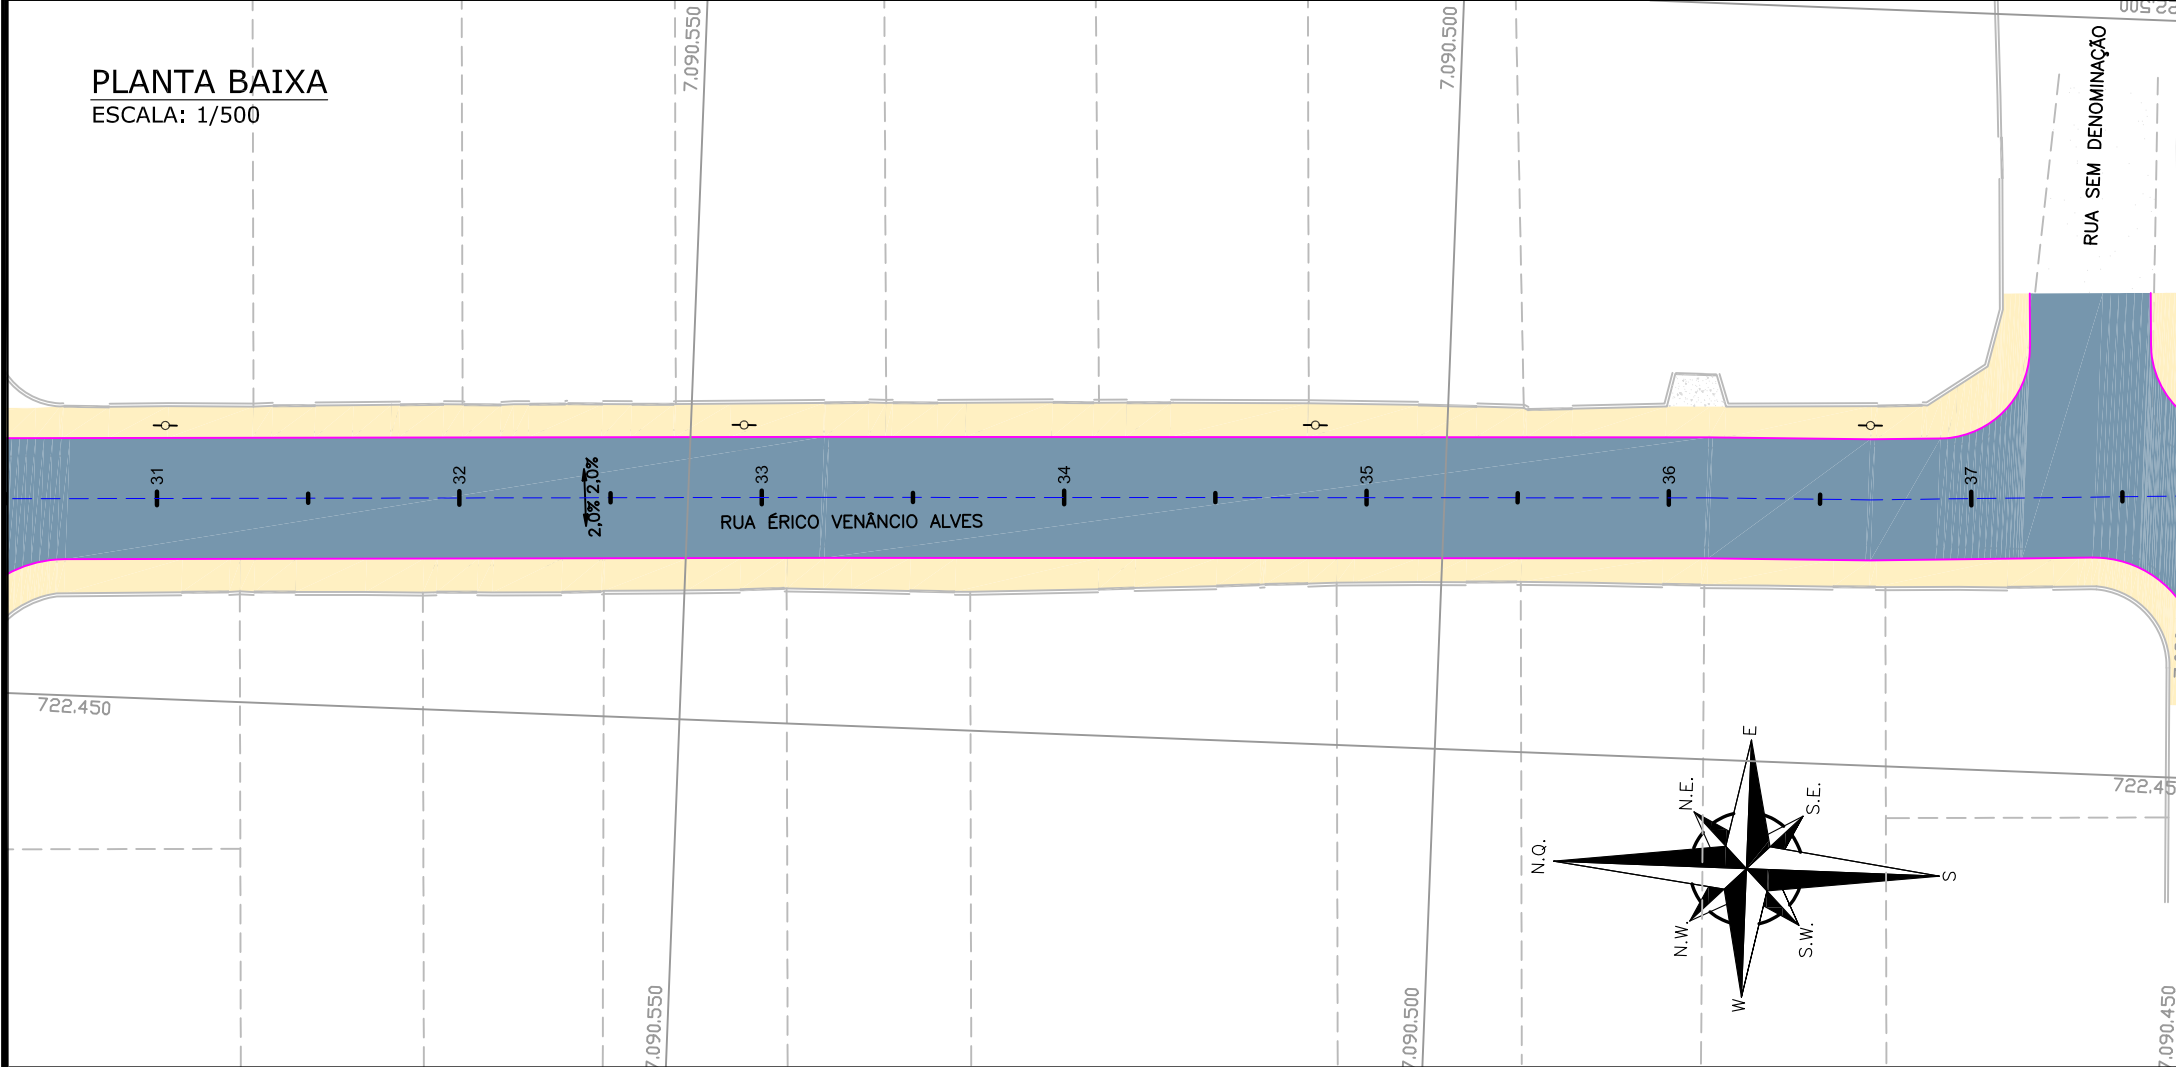 PLANTA BAIXA
ESCALA: 1/500
7.090.550
7.090.500
RUA SEM DENOMINAÇÃO
31
32
2,0%
2,0%
33
34
35
36
37
RUA ÉRICO VENÂNCIO ALVES
722.450
722.45
E
N.E.
S.E.
N.Q.
S
N.W.
S.W.
W
7.090.550
7.090.500
7.090.450